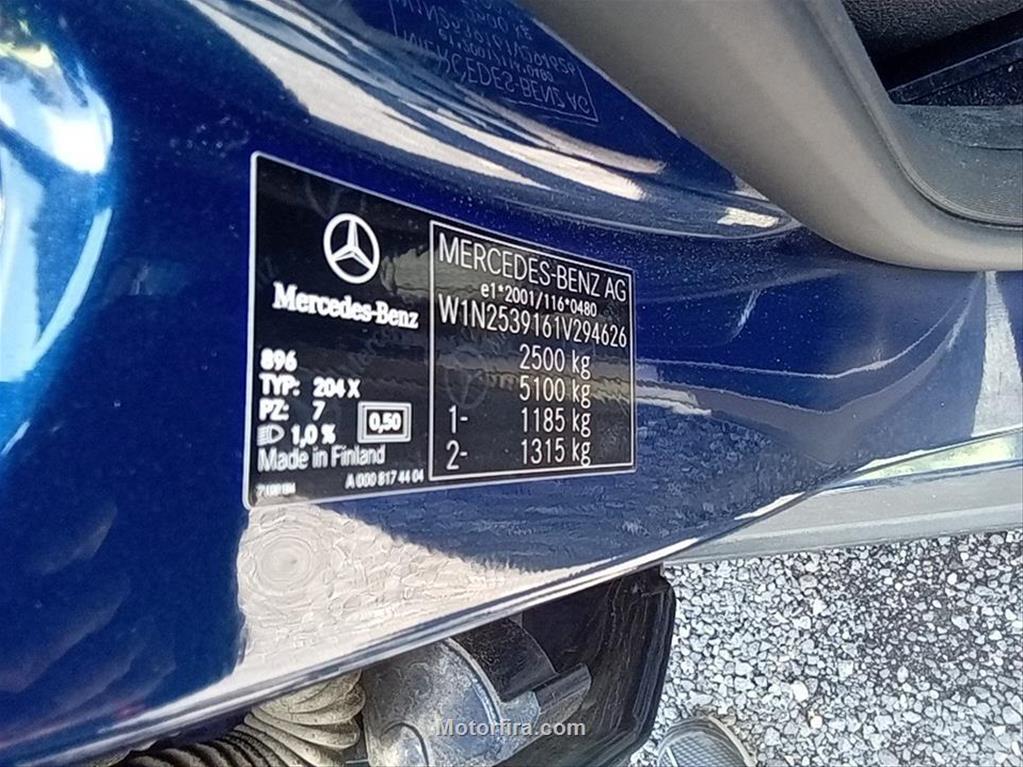 Mercedes-Benz
896
TYP: 204 X
PZ: 7
0,50
1,0 %
Made in Finland
A 000 817 44 04
MERCEDES-BENZ AG
e1*2001/116*0480
W1N2539161V294626
2500 kg
5100 kg
1- 1185 kg
2- 1315 kg
Motorfira.com